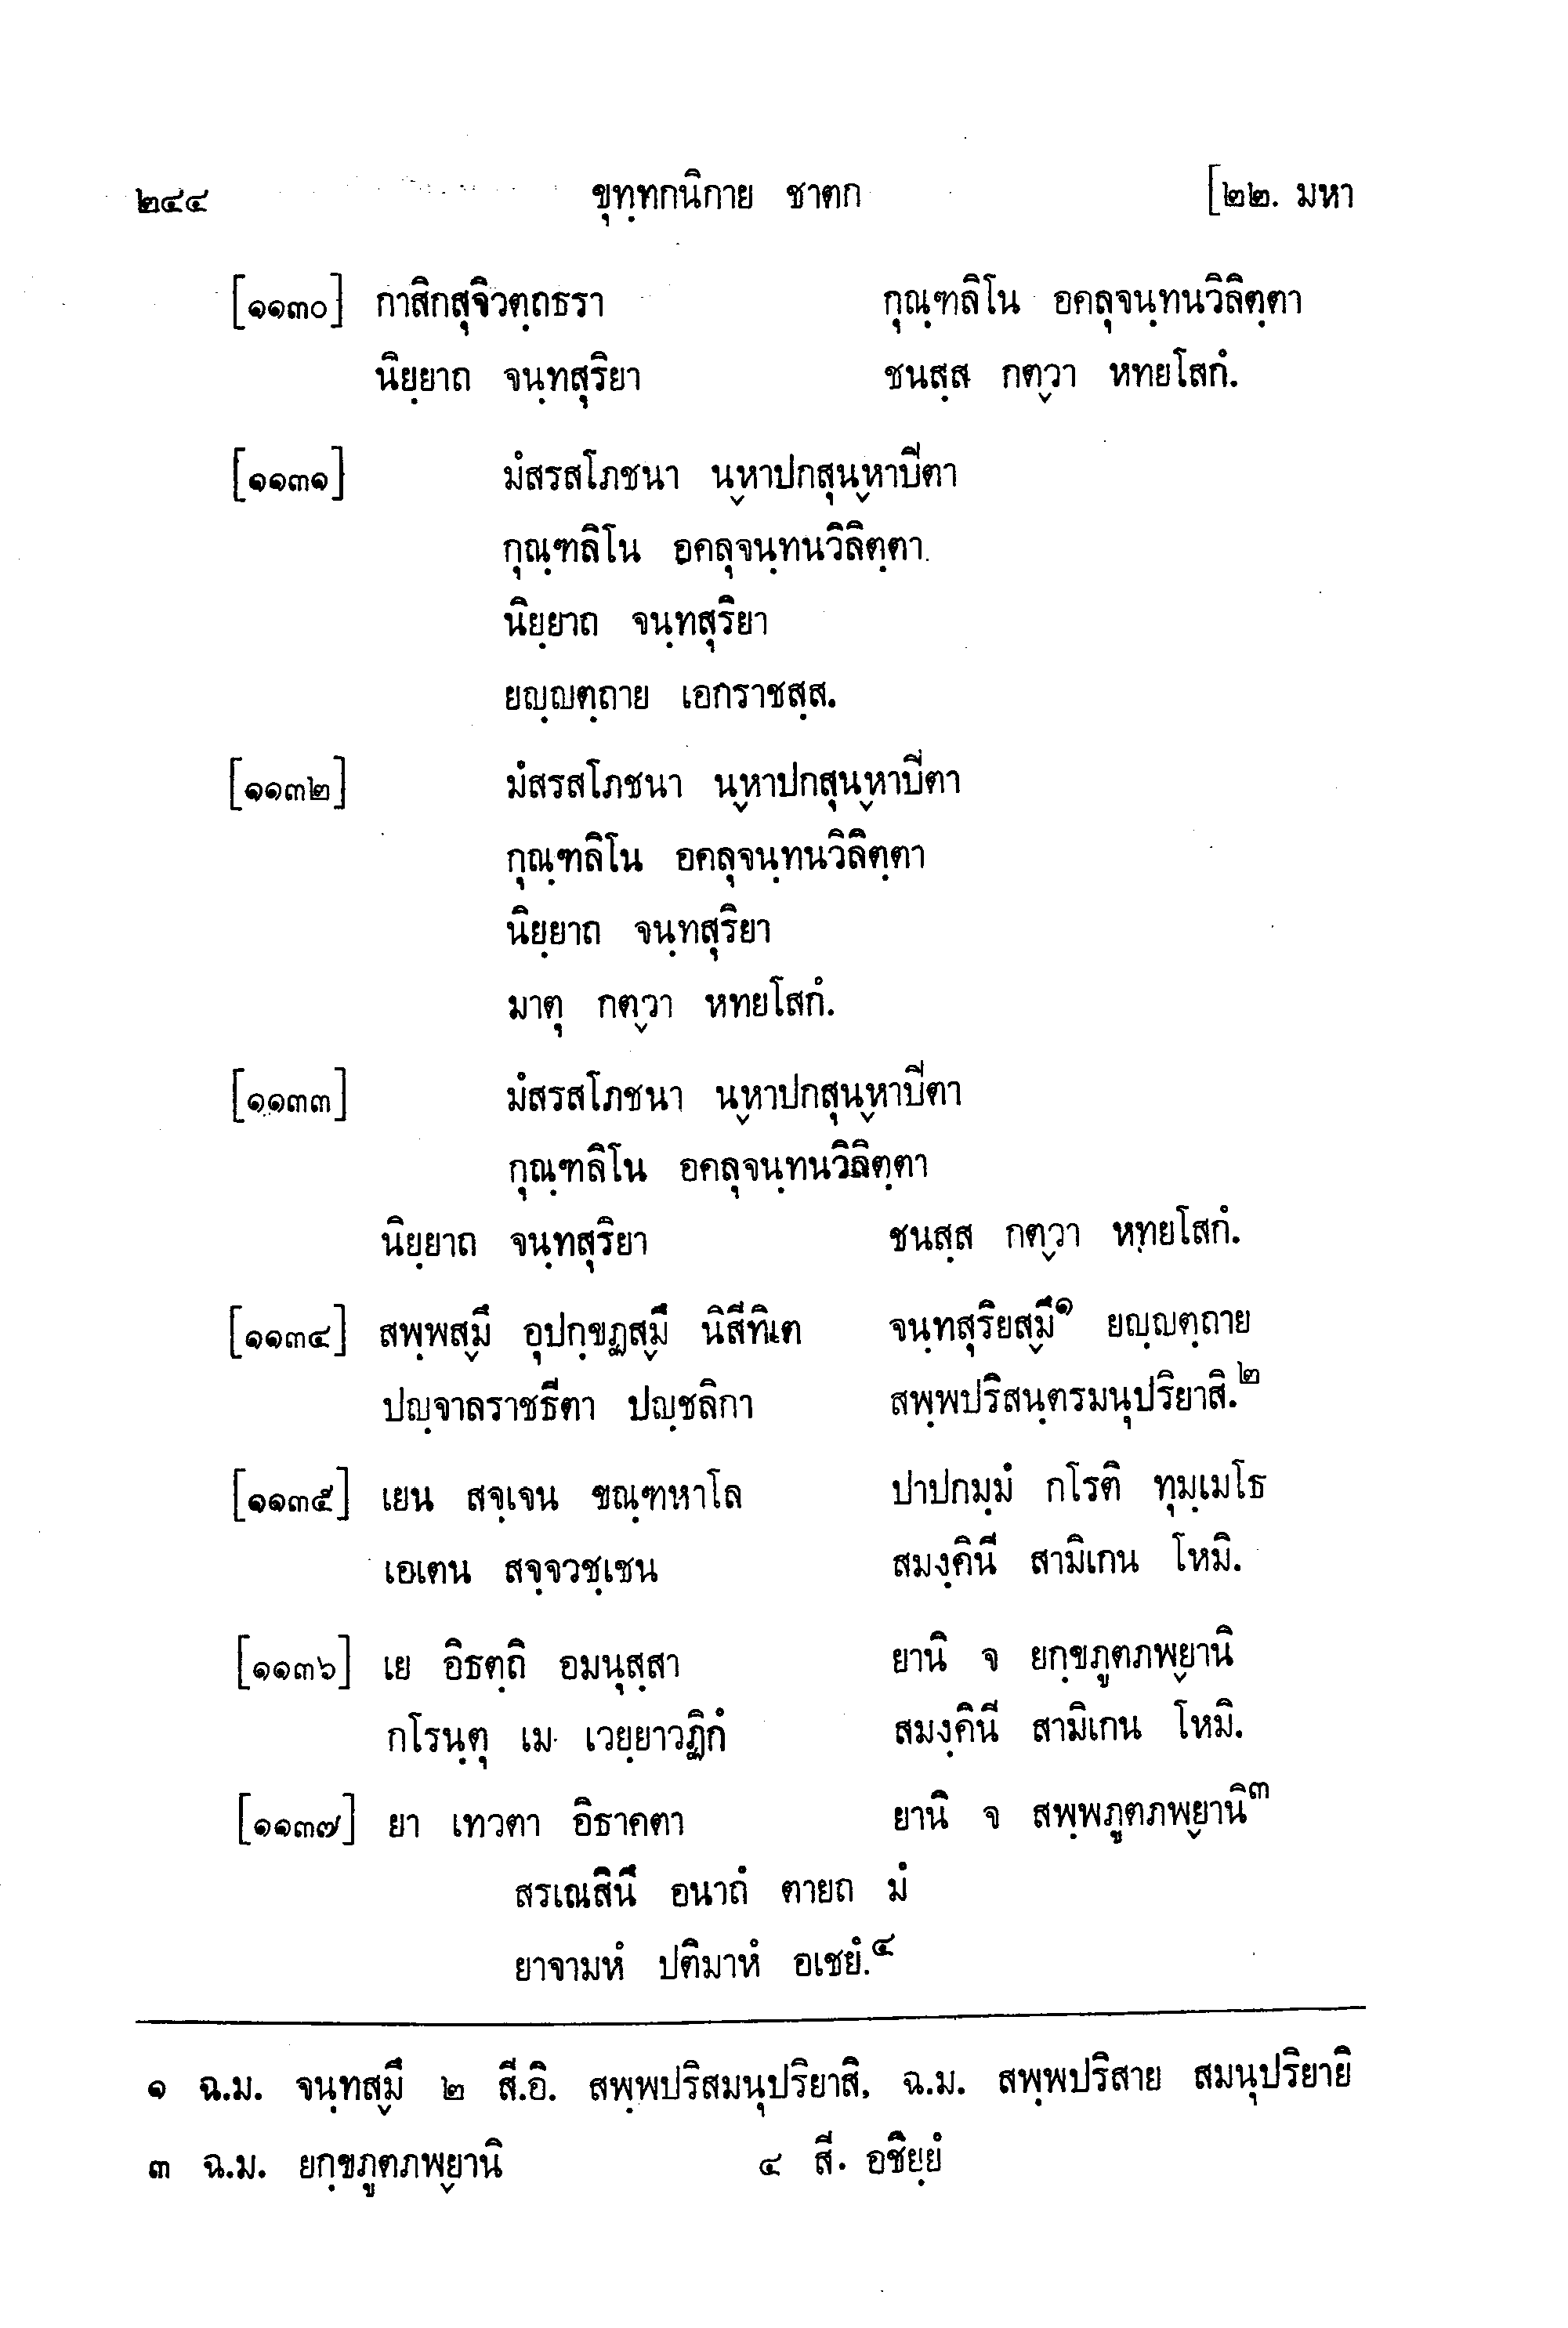 ๒๔๔ ขุทฺทกนิกาย ชาตก [๒๒. มหา
[๑๑๓๐] กาสิกสุจิวตฺถธรา กุณฺฑลิโน อคลุจนฺทนวิลิตฺตา
นิยฺยาถ จนฺทสุริยา ชนสฺส กตฺวา หทยโสกํ.
[๑๑๓๑] มํสรสโภชนา นฺหาปกสุนฺหาปีตา
กุณฺฑลิโน อคลุจนฺทนวิลิตฺตา
นิยฺยาถ จนฺทสุริยา
ยญฺญตฺถาย เอกราชสฺส.
[๑๑๓๒] มํสรสโภชนา นฺหาปกสุนฺหาปีตา
กุณฺฑลิโน อคลุจนฺทนวิลิตฺตา
นิยฺยาถ จนฺทสุริยา
มาตุ กตฺวา หทยโสกํ.
[๑๑๓๓] มํสรสโภชนา นฺหาปกสุนฺหาปีตา
กุณฺฑลิโน อคลุจนฺทนวิลิตฺตา
นิยฺยาถ จนฺทสุริยา ชนสฺส กตฺวา หทยโสกํ.
[๑๑๓๔] สพฺพสฺมึ อุปกฺขฏสฺมึ นิสีทิเต จนฺทสุริยสฺมึ๑ ยญฺญตฺถาย
ปญฺจาลราชธีตา ปญฺชลิกา สพฺพปริสนฺตรมนุปริยาสิ.๒
[๑๑๓๕] เยน สจฺเจน ขณฺฑหาโล ปาปกมฺมํ กโรติ ทุมฺเมโธ
เอเตน สจฺจวชฺเชน สมงฺคินี สามิเกน โหมิ.
[๑๑๓๖] เย อิธตฺถิ อมนุสฺสา ยานิ จ ยกฺขภูตภพฺยานิ
กโรนฺตุ เม เวยฺยาวฏิกํ สมงฺคินี สามิเกน โหมิ.
[๑๑๓๗] ยา เทวตา อิธาคตา ยานิ จ สพฺพภูตภพฺยานิ๓
สรเณสินึ อนาถํ ตายถ มํ
ยาจามหํ ปติมาหํ อเชยํ.๔
๑ ฉ.ม. จนฺทสฺมึ ๒ สี.อิ. สพฺพปริสมนุปริยาสิ, ฉ.ม. สพฺพปริสาย สมนุปริยายิ
๓ ฉ.ม. ยกฺขภูตภพฺยานิ ๔ สี. อชิยฺยํ